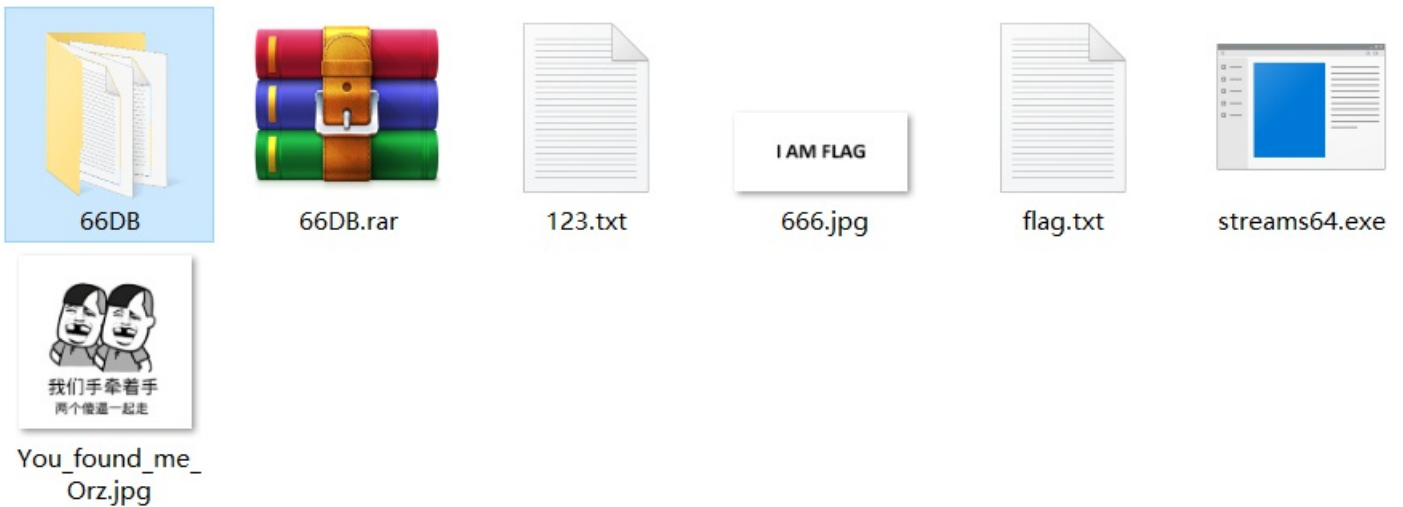 66DB
66DB.rar
123.txt
I AM FLAG
666.jpg
flag.txt
streams64.exe
我们手牵着手
两个傻逼一起走
You_found_me_
Orz.jpg